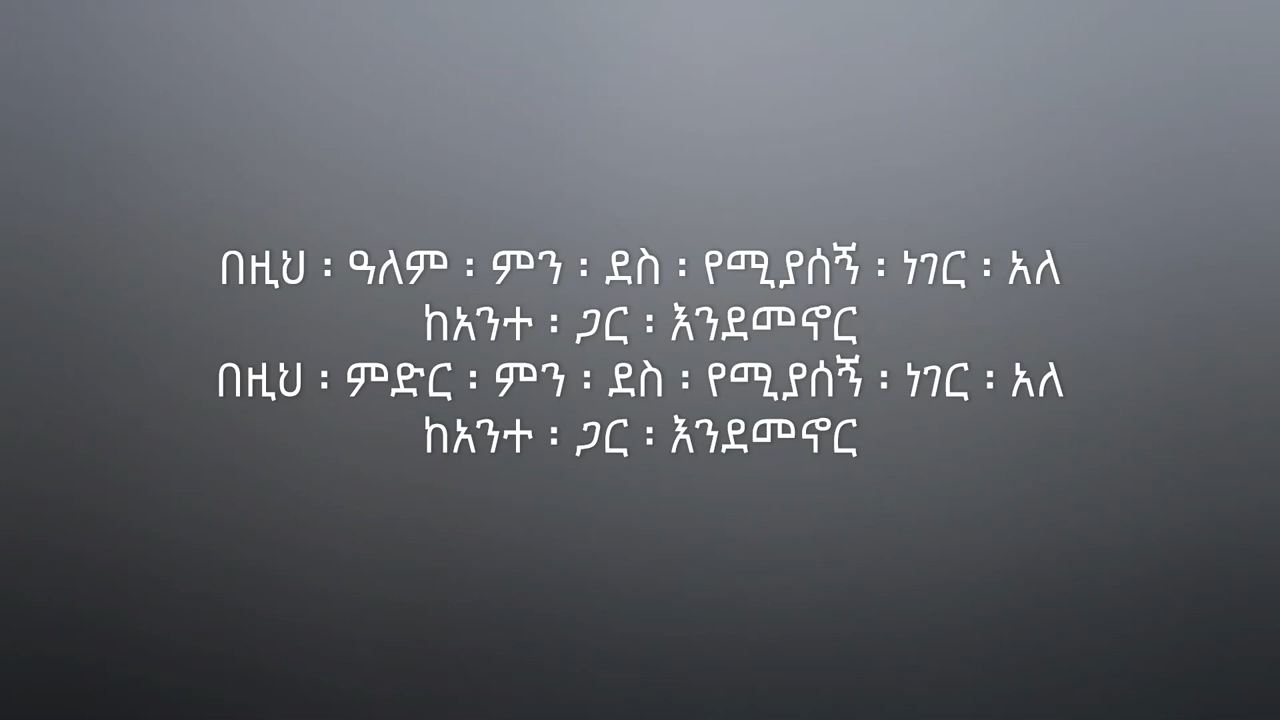 በዚህ ፡ ዓለም ፡ ምን ፡ ደስ ፡ የሚያሰኝ ፡ ነገር ፡ አለ
ከአንተ ፡ ጋር ፡ እንደመኖር
በዚህ ፡ ምድር ፡ ምን ፡ ደስ ፡ የሚያሰኝ ፡ ነገር ፡ አለ
ከአንተ ፡ ጋር ፡ እንደመኖር